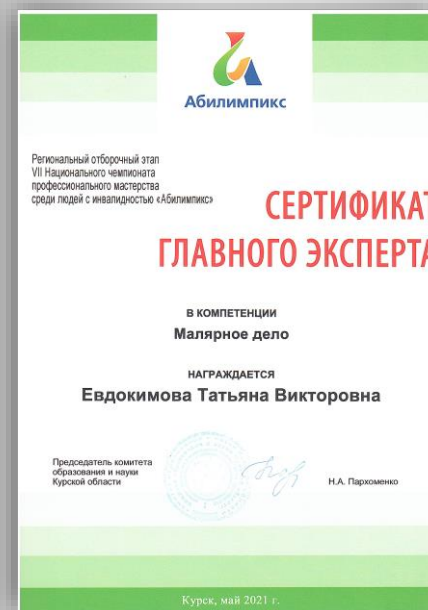 Абилимпикс
Региональный отборочный этап
VII Национального чемпионата
профессионального мастерства
среди людей с инвалидностью «Абилимпикс»
СЕРТИФИКАТ
ГЛАВНОГО ЭКСПЕРТА
В КОМПЕТЕНЦИИ
Малярное дело
НАГРАЖДАЕТСЯ
Евдокимова Татьяна Викторовна
Председатель комитета
образования и науки
Курской области
Н.А. Пархоменко
Курск, май 2021 г.